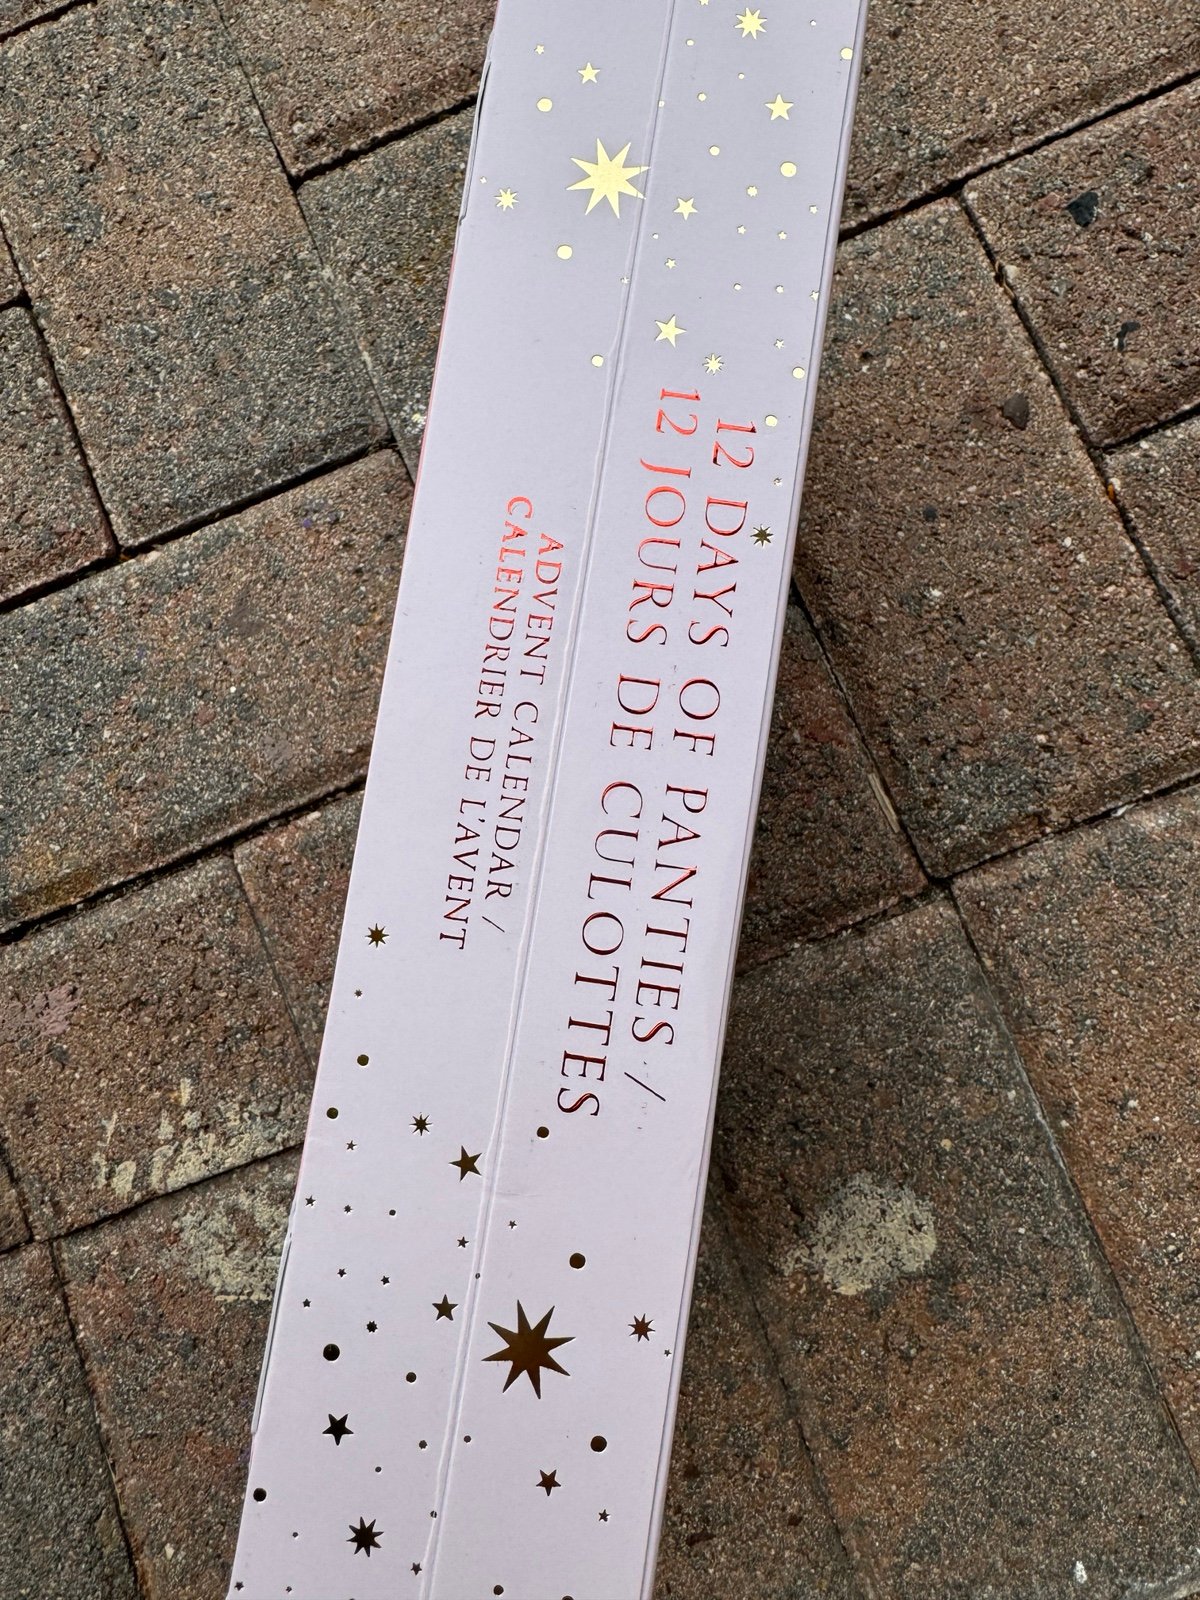 12 DAYS OF PANTIES /
12 JOURS DE CULOTTES
ADVENT CALENDAR /
CALENDRIER DE L'AVENT